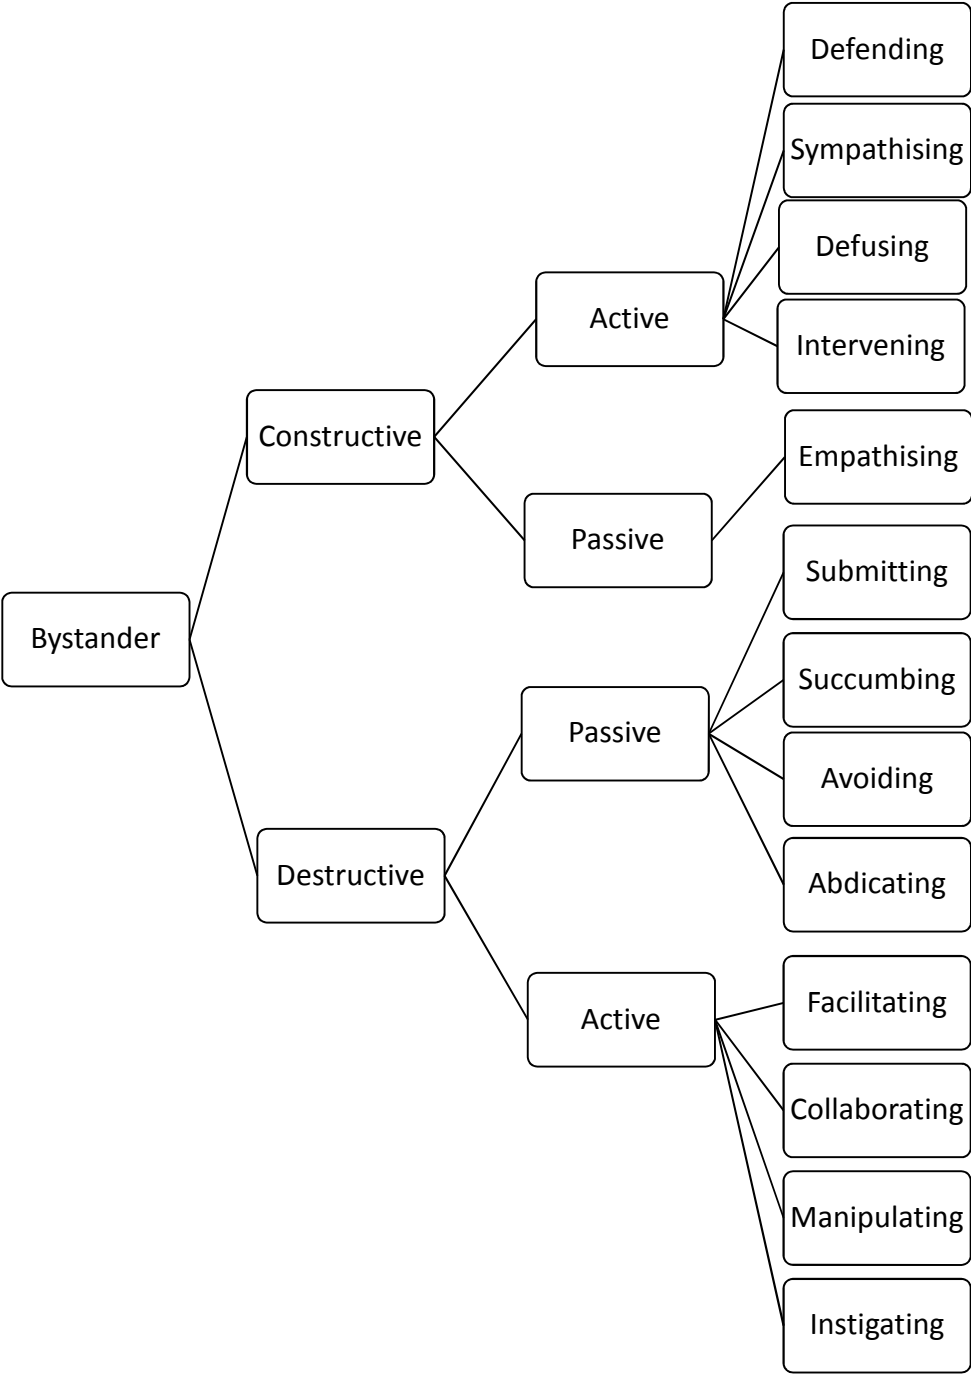 Bystander
Constructive
Destructive
Active
Passive
Passive
Active
Defending
Sympathising
Defusing
Intervening
Empathising
Submitting
Succumbing
Avoiding
Abdicating
Facilitating
Collaborating
Manipulating
Instigating